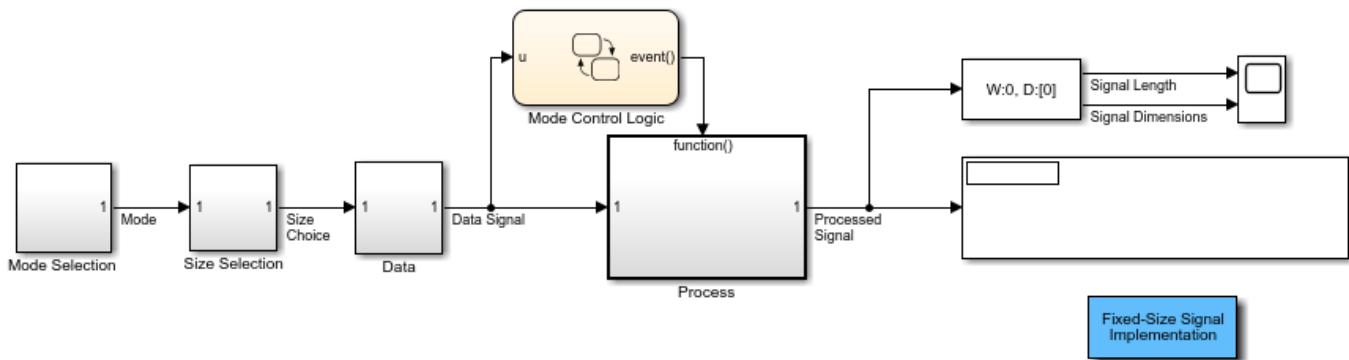 u
event()
Mode Control Logic
W:0, D:[0]
Signal Length
Signal Dimensions
function()
1
Mode
1
1
Size
Choice
1
1
Data Signal
1
1
Processed
Signal
Mode Selection
Size Selection
Data
Process
Fixed-Size Signal
Implementation